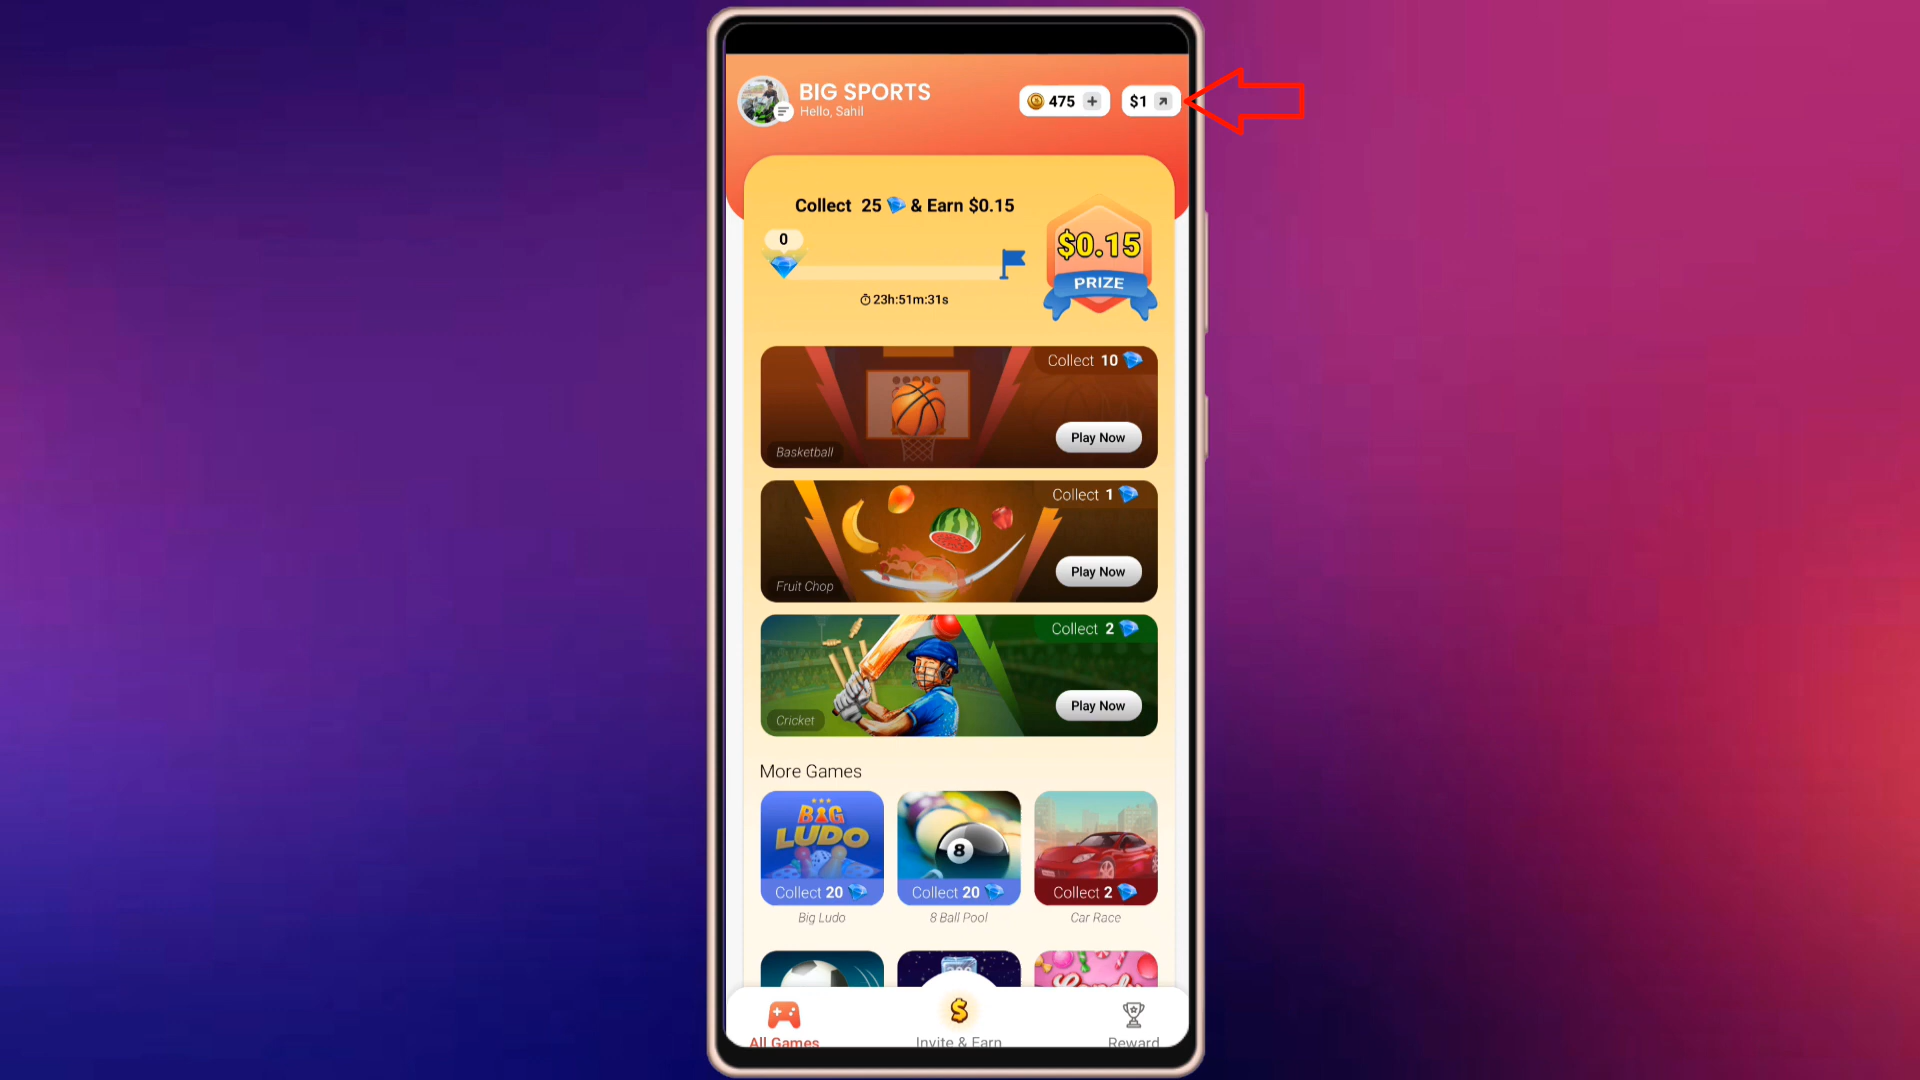 BIG SPORTS
Hello, Sahil
475 +
$1
Collect 25 & Earn $0.15
0
$0.15
PRIZE
23h:51m:31s
Collect 10
Play Now
Basketball
Collect 1
Play Now
Fruit Chop
Collect 2
Play Now
Cricket
More Games
BIG
LUDO
Collect 20
Big Ludo
8
Collect 20
8 Ball Pool
Collect 2
Car Race
All Games
Invite & Earn
Reward